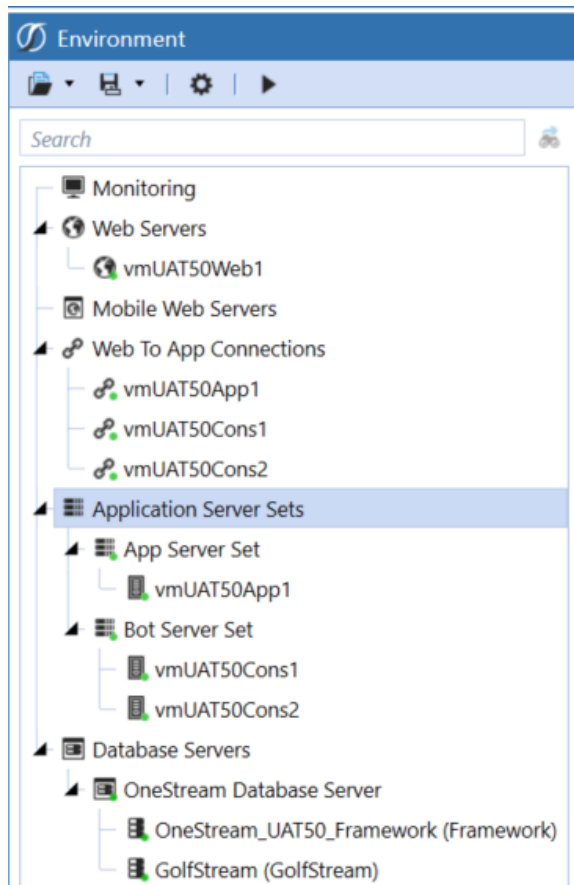 Environment
Search
Monitoring
Web Servers
vmUAT50Web1
Mobile Web Servers
Web To App Connections
vmUAT50App1
vmUAT50Cons1
vmUAT50Cons2
Application Server Sets
App Server Set
vmUAT50App1
Bot Server Set
vmUAT50Cons1
vmUAT50Cons2
Database Servers
OneStream Database Server
OneStream_UAT50_Framework (Framework)
GolfStream (GolfStream)